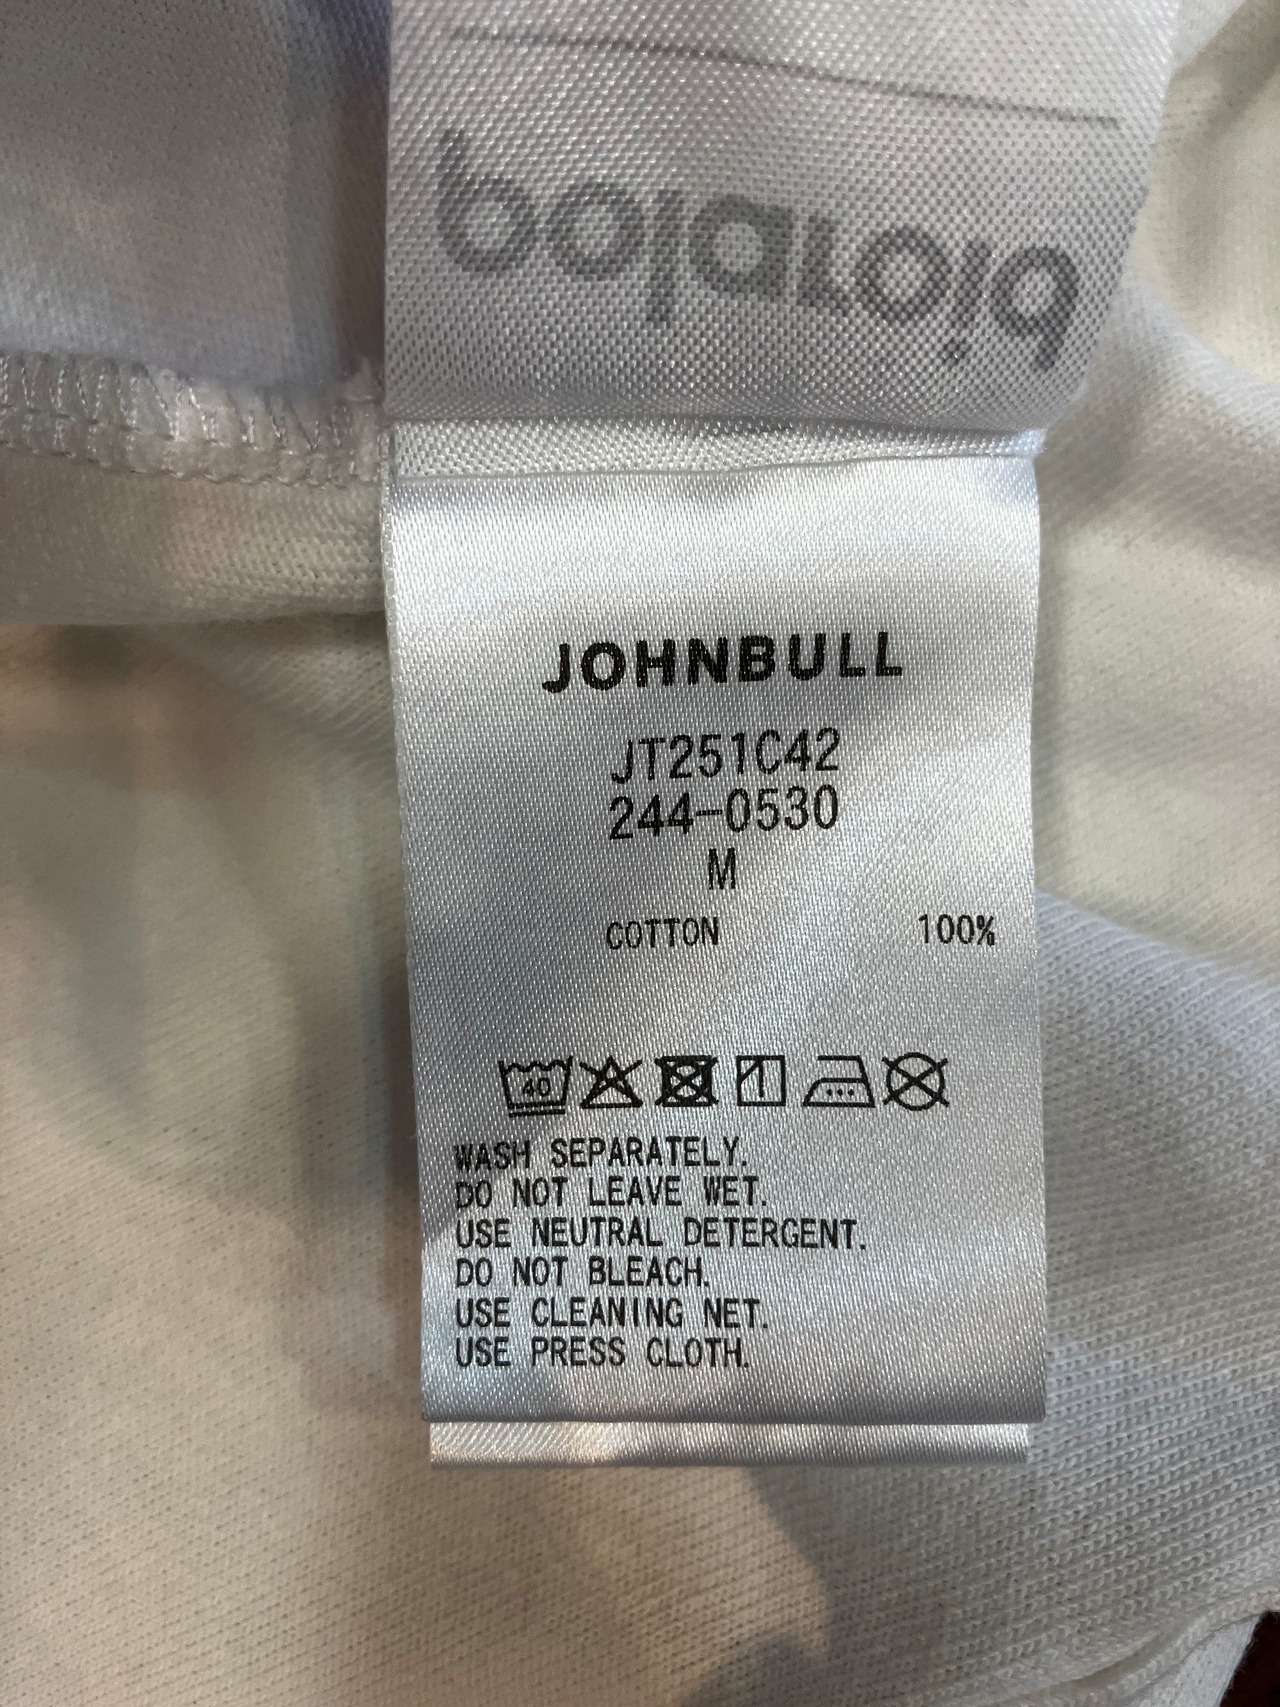 JOHNBULL
JT251C42
244-0530
M
COTTON 100%
40
WASH SEPARATELY.
DO NOT LEAVE WET.
USE NEUTRAL DETERGENT.
DO NOT BLEACH.
USE CLEANING NET.
USE PRESS CLOTH.